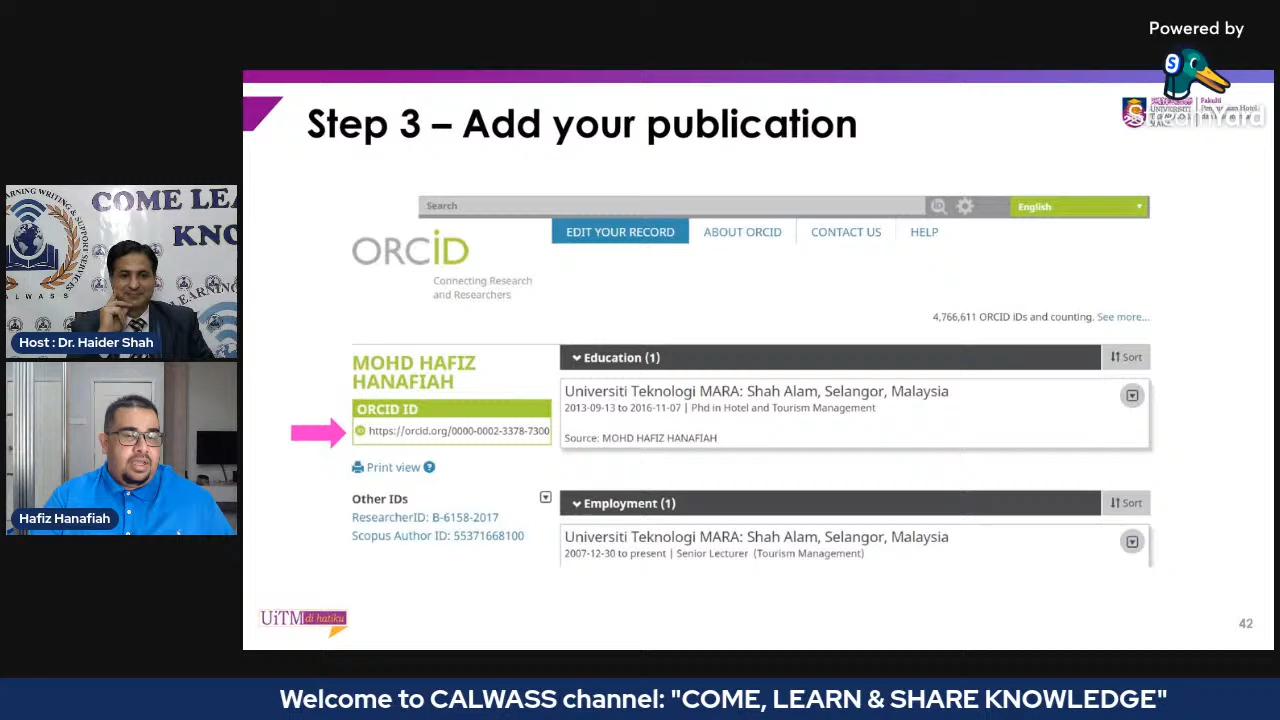 Powered by
StreamYard
Step 3 – Add your publication
UNIVERSITI
Fakulti
Search
English
EDIT YOUR RECORD
ABOUT ORCID
CONTACT US
HELP
ORCID
Connecting Research
and Researchers
4,766,611 ORCID iDs and counting. See more...
MOHD HAFIZ
HANAFIAH
ORCID ID
https://orcid.org/0000-0002-3378-7300
Print view ?
Other IDs
ResearcherID: B-6158-2017
Scopus Author ID: 55371668100
Education (1)
Sort
Universiti Teknologi MARA: Shah Alam, Selangor, Malaysia
2013-09-13 to 2016-11-07 | Phd in Hotel and Tourism Management
Source: MOHD HAFIZ HANAFIAH
Employment (1)
Sort
Universiti Teknologi MARA: Shah Alam, Selangor, Malaysia
2007-12-30 to present | Senior Lecturer (Tourism Management)
UiTM di hatiku
42
COME LEA
KNO
CALWASS
Host : Dr. Haider Shah
Hafiz Hanafiah
Welcome to CALWASS channel: "COME, LEARN & SHARE KNOWLEDGE"